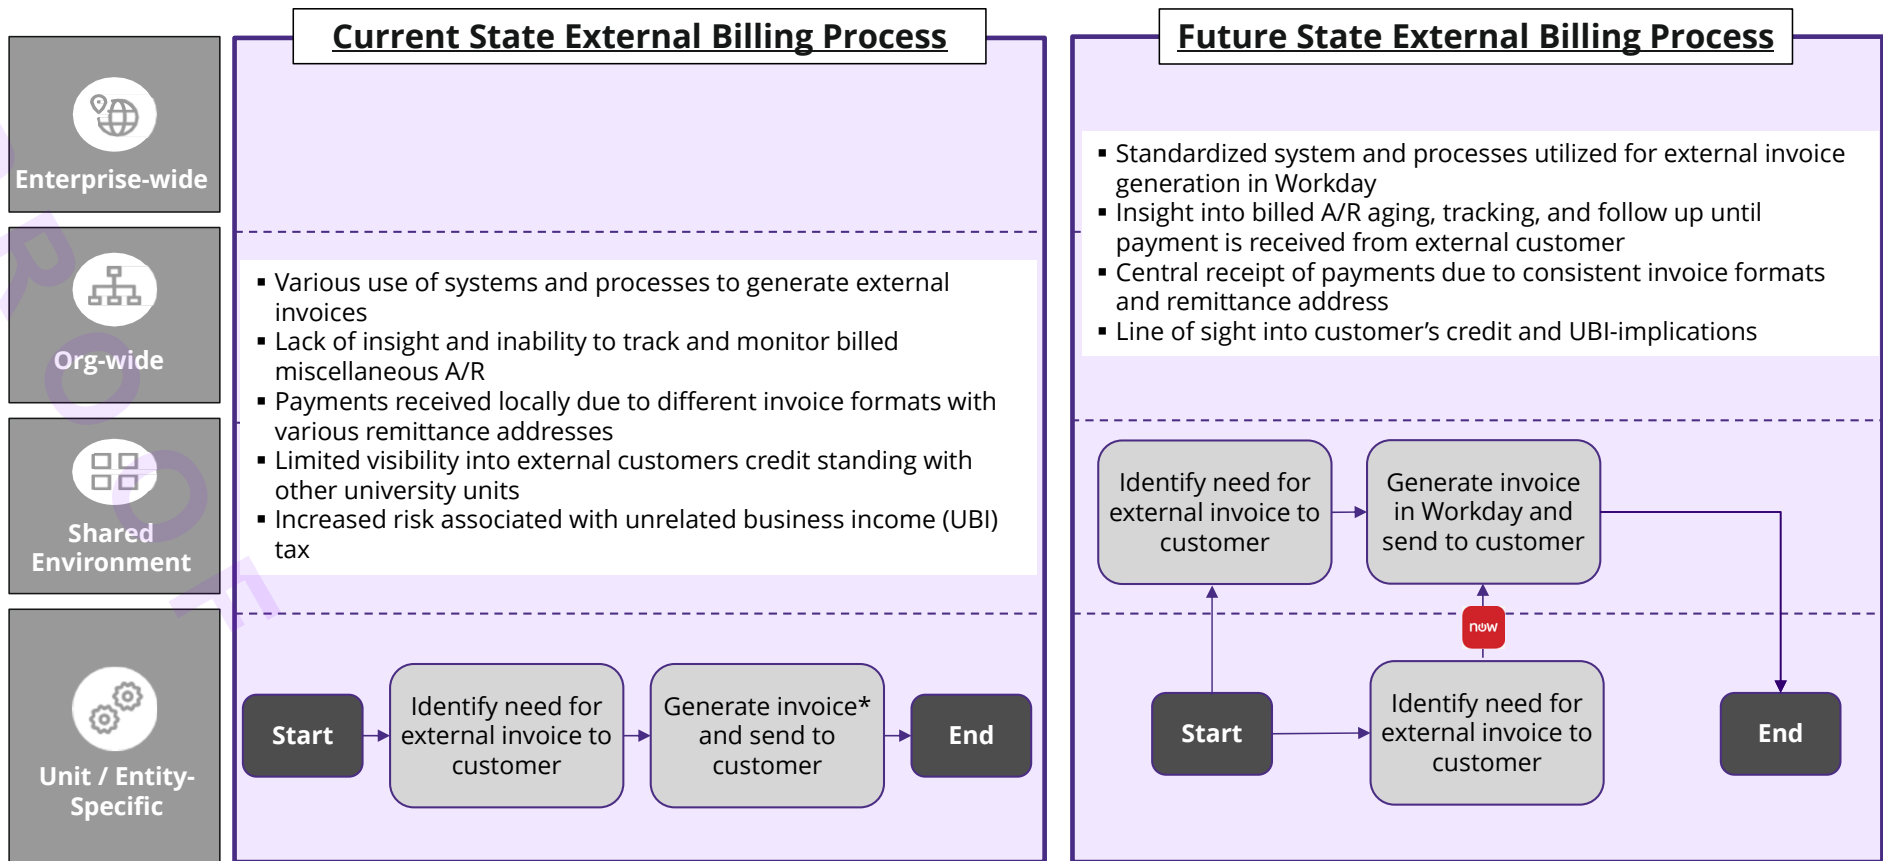 Current State External Billing Process
Future State External Billing Process
Enterprise-wide
Org-wide
Shared
Environment
Unit / Entity-
Specific
▪ Various use of systems and processes to generate external
invoices
▪ Lack of insight and inability to track and monitor billed
miscellaneous A/R
▪ Payments received locally due to different invoice formats with
various remittance addresses
▪ Limited visibility into external customers credit standing with
other university units
▪ Increased risk associated with unrelated business income (UBI)
tax
Start
Identify need for
external invoice to
customer
Generate invoice*
and send to
customer
End
▪ Standardized system and processes utilized for external invoice
generation in Workday
▪ Insight into billed A/R aging, tracking, and follow up until
payment is received from external customer
▪ Central receipt of payments due to consistent invoice formats
and remittance address
▪ Line of sight into customer’s credit and UBI-implications
Identify need for
external invoice to
customer
Generate invoice
in Workday and
send to customer
now
Start
Identify need for
external invoice to
customer
End
ROOF